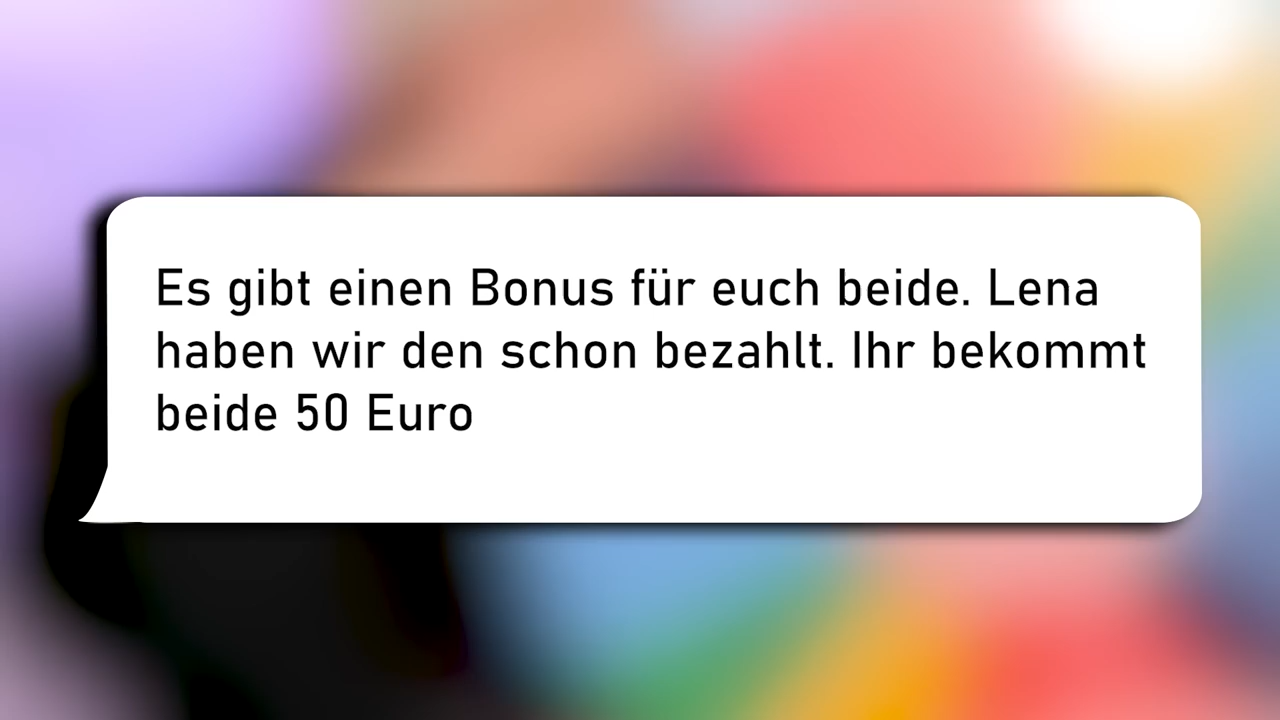 Es gibt einen Bonus für euch beide. Lena
haben wir den schon bezahlt. Ihr bekommt
beide 50 Euro